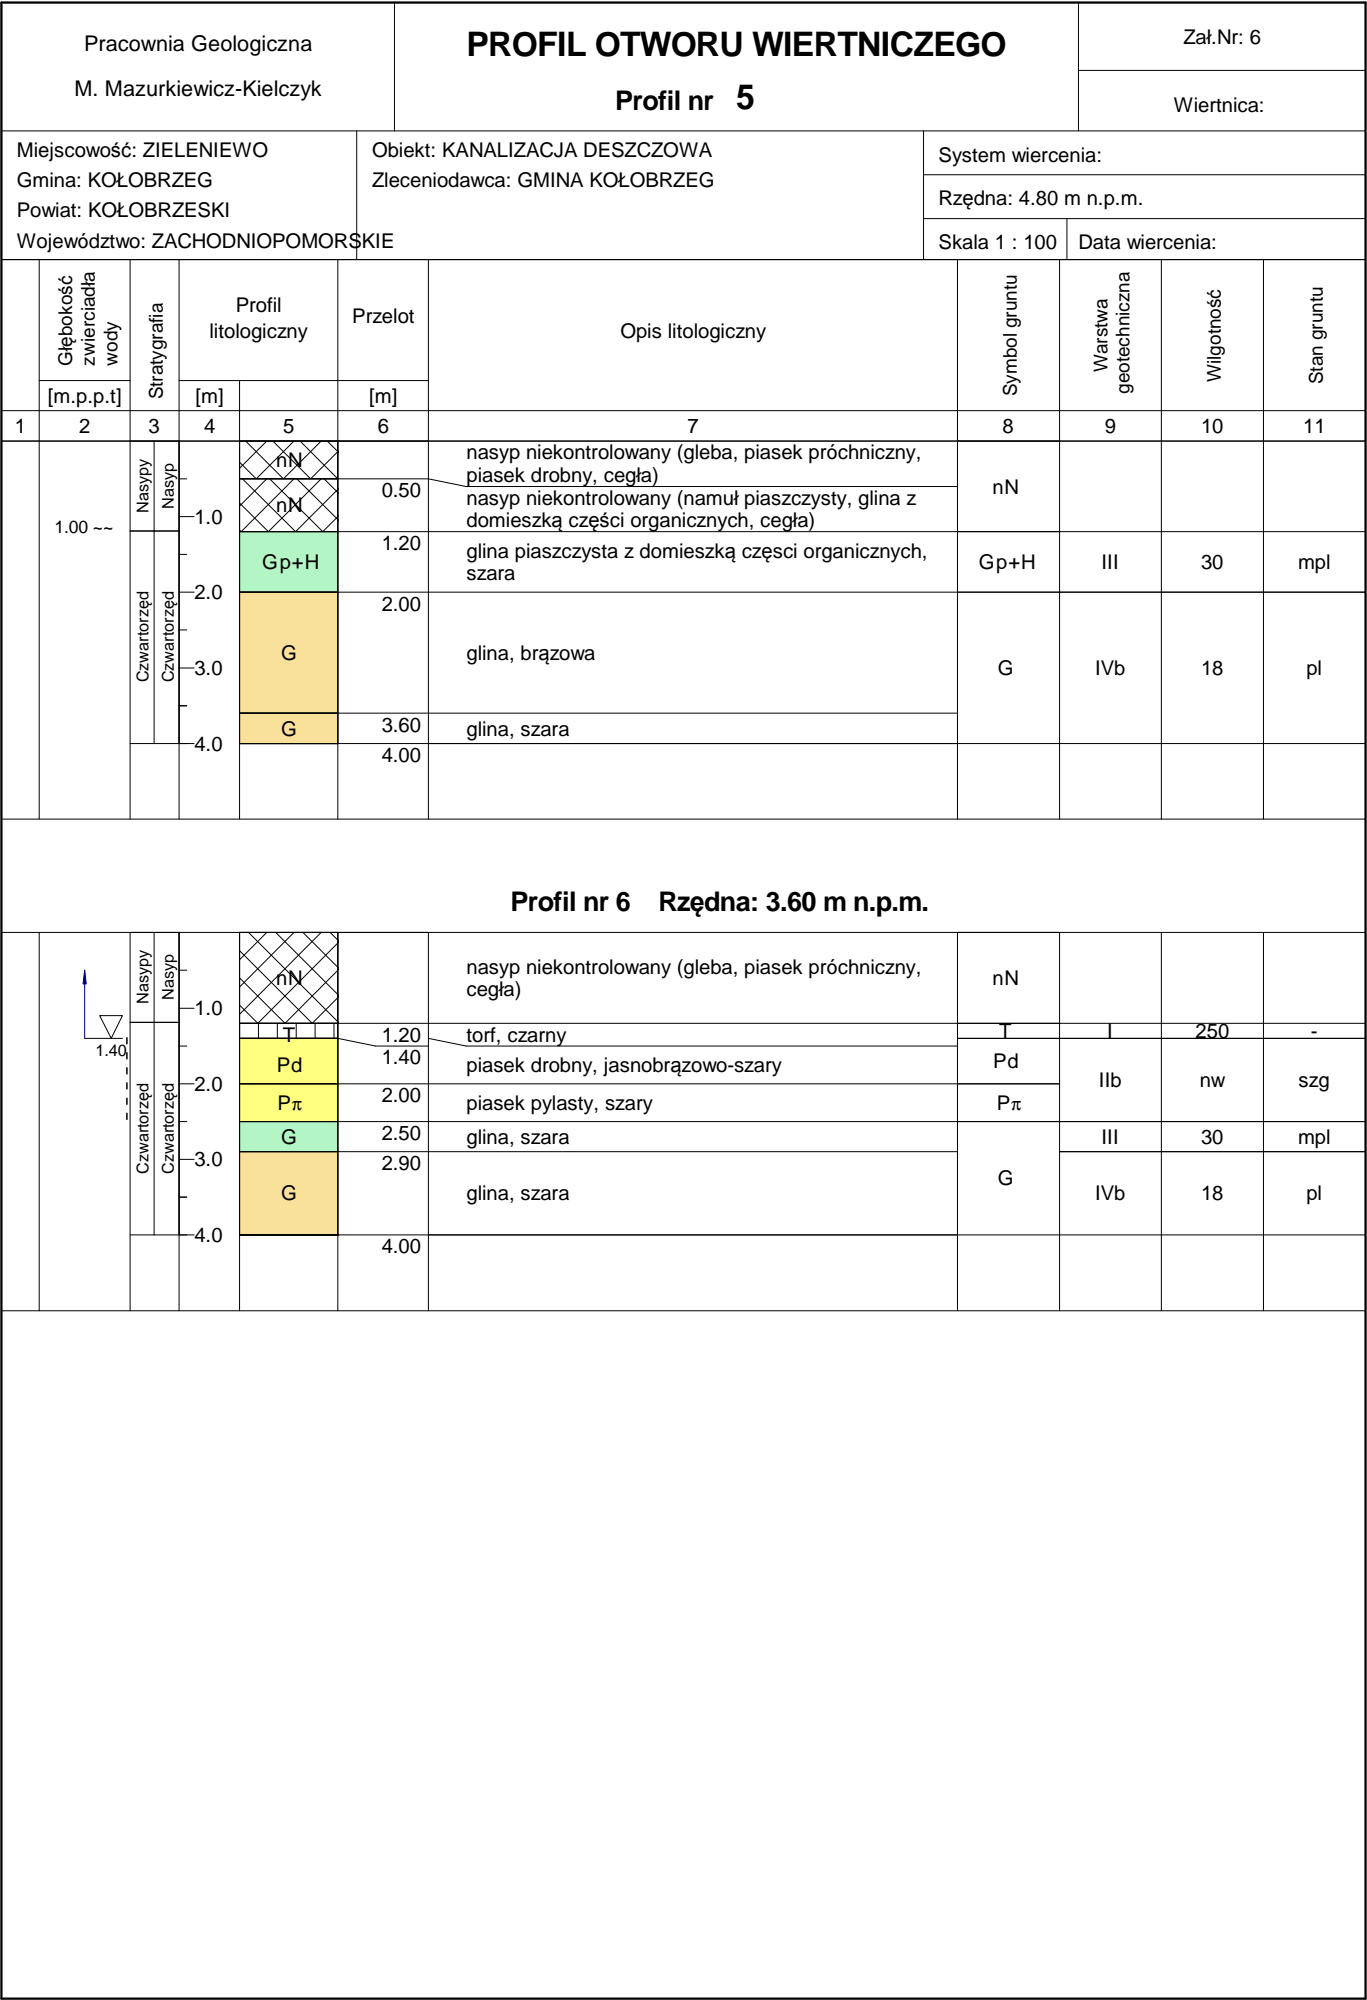 Pracownia Geologiczna
M. Mazurkiewicz-Kielczyk
PROFIL OTWORU WIERTNICZEGO
Profil nr 5
Zał.Nr: 6
Wiertnica:
Miejscowość: ZIELENIEWO
Gmina: KOŁOBRZEG
Powiat: KOŁOBRZESKI
Województwo: ZACHODNIOPOMORSKIE
Obiekt: KANALIZACJA DESZCZOWA
Zleceniodawca: GMINA KOŁOBRZEG
System wiercenia:
Rzędna: 4.80 m n.p.m.
Skala 1 : 100 Data wiercenia:
Głębokość
zwierciadła
wody
[m.p.p.t]
Stratygrafia
Profil
litologiczny
[m]
Przelot
[m]
Opis litologiczny
Symbol gruntu
Warstwa
geotechniczna
Wilgotność
Stan gruntu
1 2 3 4 5 6 7 8 9 10 11
1.00 ~~
Nasypy
Nasyp
Czwartorzęd
Czwartorzęd
1.0
2.0
3.0
4.0
nN
nasyp niekontrolowany (gleba, piasek próchniczny,
piasek drobny, cegła)
nN
nN
0.50
nasyp niekontrolowany (namuł piaszczysty, glina z
domieszką części organicznych, cegła)
Gp+H
1.20
glina piaszczysta z domieszką częsci organicznych,
szara
Gp+H III 30 mpl
G
2.00
glina, brązowa
G IVb 18 pl
G 3.60 glina, szara
4.00
Profil nr 6 Rzędna: 3.60 m n.p.m.
1.40
Nasypy
Nasyp
Czwartorzęd
Czwartorzęd
1.0
2.0
3.0
4.0
nN
nasyp niekontrolowany (gleba, piasek próchniczny,
cegła)
nN
T 1.20 torf, czarny T I 250 -
Pd 1.40 piasek drobny, jasnobrązowo-szary Pd
IIb nw szg
Pπ 2.00 piasek pylasty, szary Pπ
G 2.50 glina, szara III 30 mpl
G
G 2.90 glina, szara IVb 18 pl
4.00